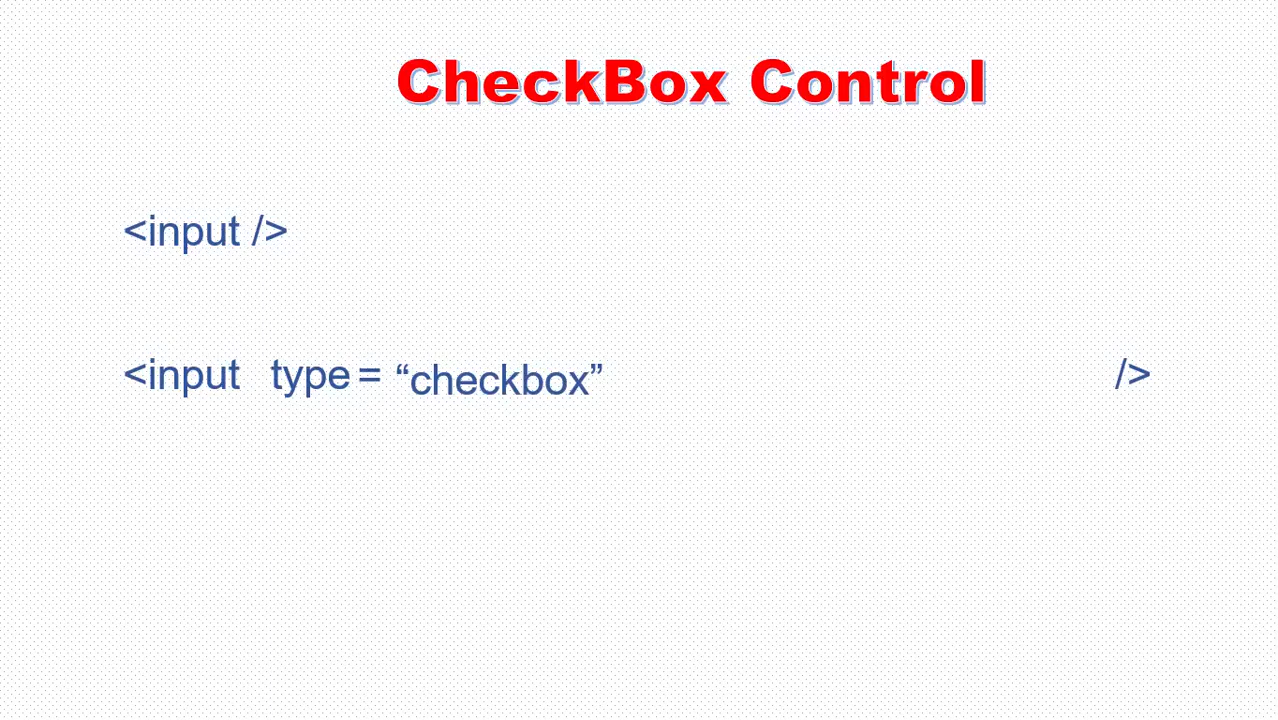 CheckBox Control
<input />
<input type = “checkbox” />